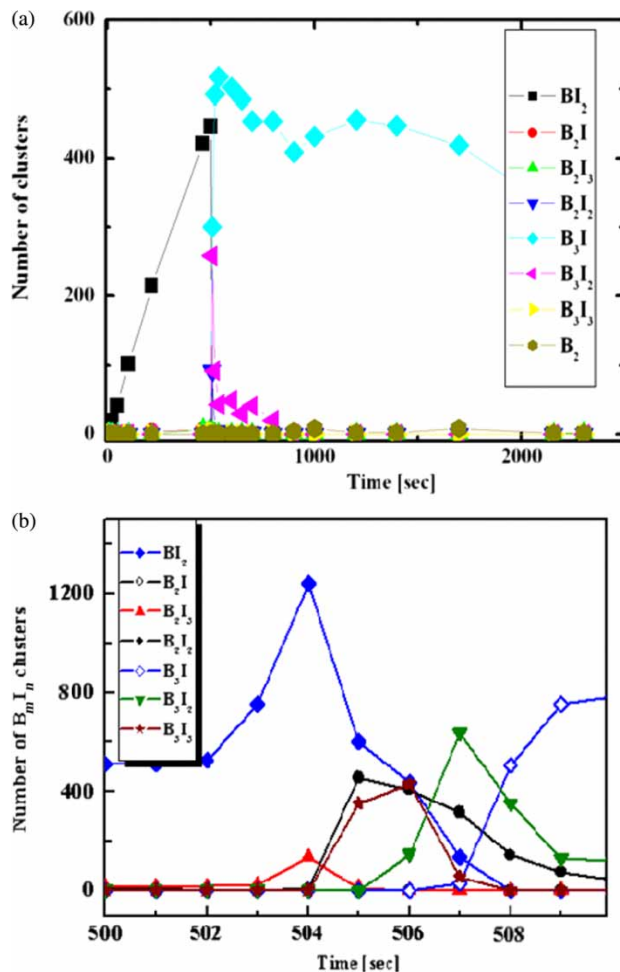 (a)
600
400
200
0
Number of clusters
0
1000
2000
Time [sec]
BI₂
B₂I
B₂I₃
B₂I₂
B₃I
B₃I₂
B₃I₃
B₂
(b)
1200
800
400
0
Number of BₘIₙ clusters
BI₂
B₂I
B₂I₃
B₂I₂
B₃I
B₃I₂
B₃I₃
500
502
504
506
508
Time [sec]